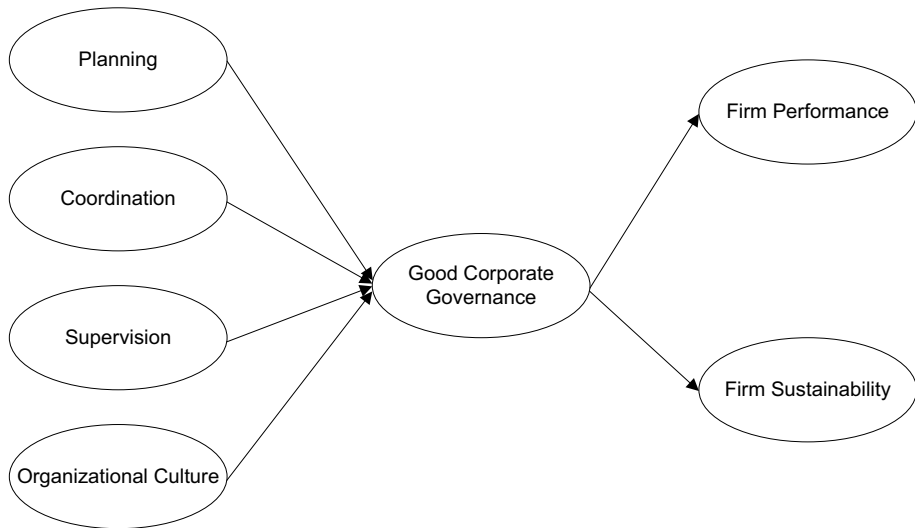 Planning
Coordination
Supervision
Organizational Culture
Good Corporate
Governance
Firm Performance
Firm Sustainability